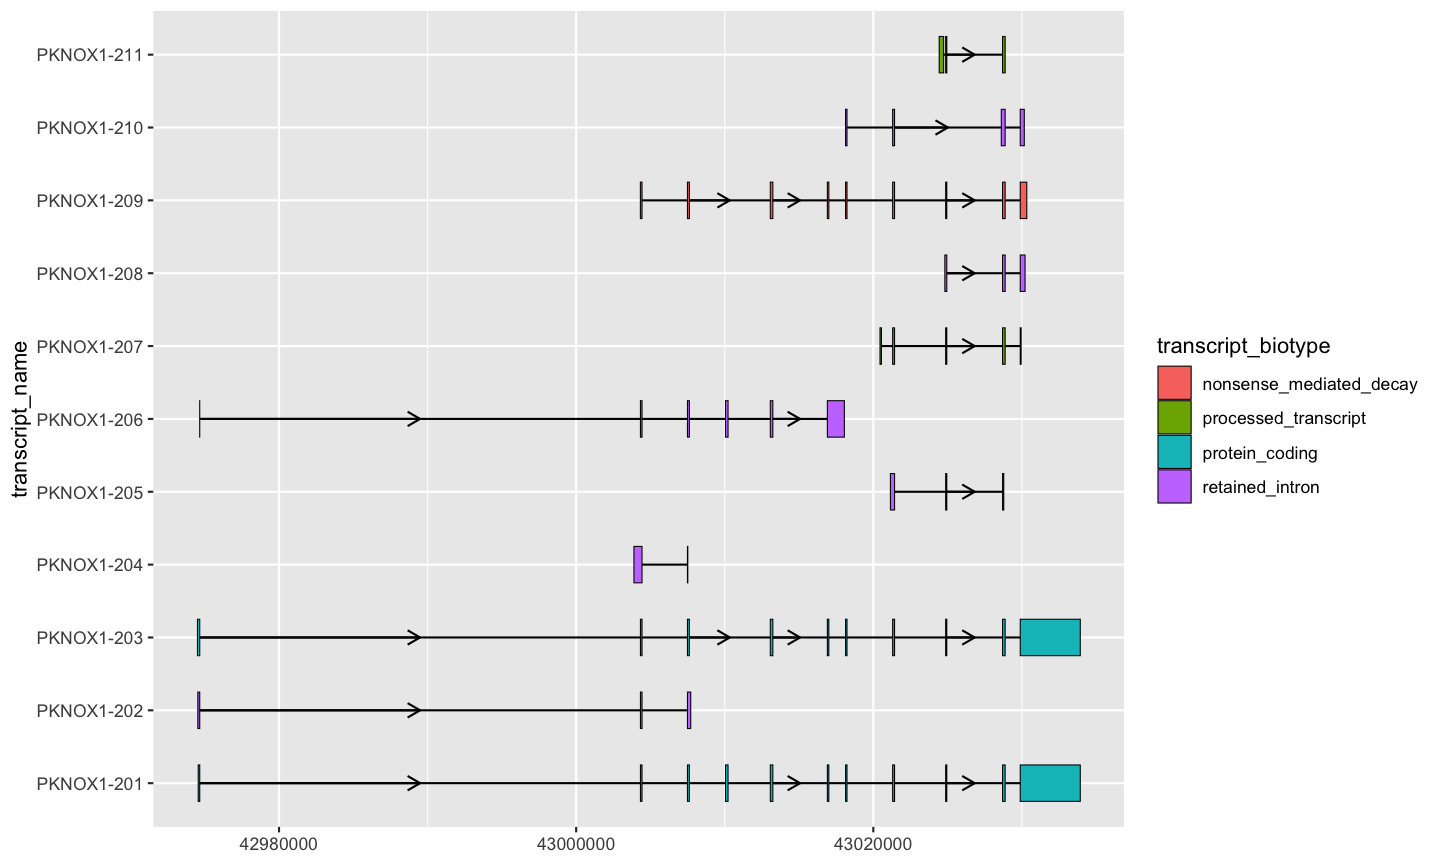 PKNOX1-211
PKNOX1-210
PKNOX1-209
PKNOX1-208
PKNOX1-207
PKNOX1-206
PKNOX1-205
PKNOX1-204
PKNOX1-203
PKNOX1-202
PKNOX1-201
transcript_name
42980000
43000000
43020000
transcript_biotype
nonsense_mediated_decay
processed_transcript
protein_coding
retained_intron